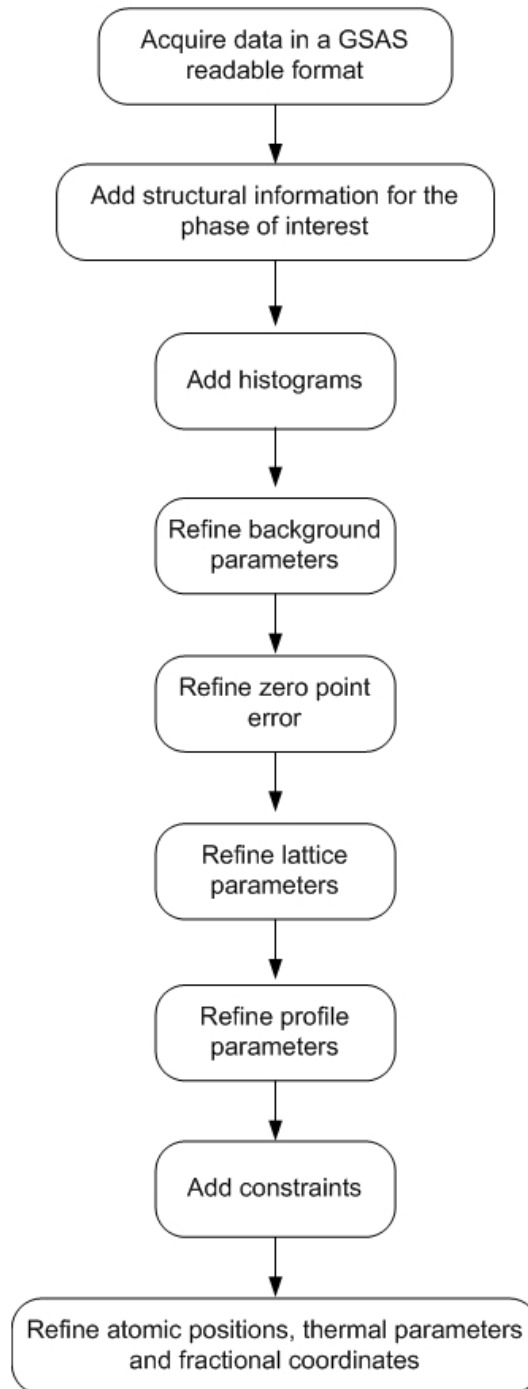 Acquire data in a GSAS
readable format
Add structural information for the
phase of interest
Add histograms
Refine background
parameters
Refine zero point
error
Refine lattice
parameters
Refine profile
parameters
Add constraints
Refine atomic positions, thermal parameters
and fractional coordinates